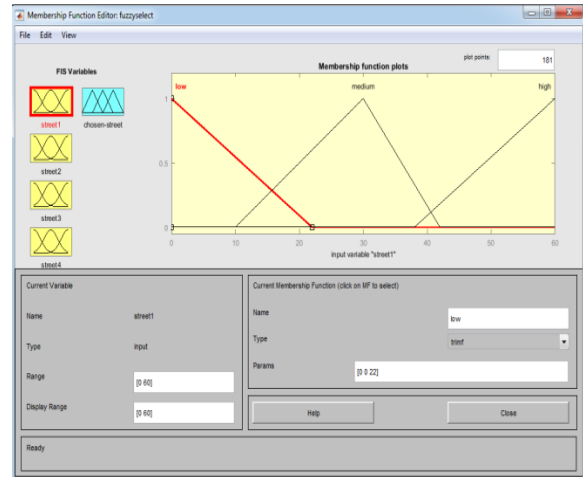 Membership Function Editor: fuzzyselect
File Edit View
FIS Variables
street1
chosen-street
street2
street3
street4
Membership function plots
plot points:
181
low
medium
high
1
0.5
0
0 10 20 30 40 50 60
input variable "street1"
Current Variable
Name street1
Type input
Range [0 60]
Display Range [0 60]
Current Membership Function (click on MF to select)
Name low
Type trimf
Params [0 0 22]
Help Close
Ready